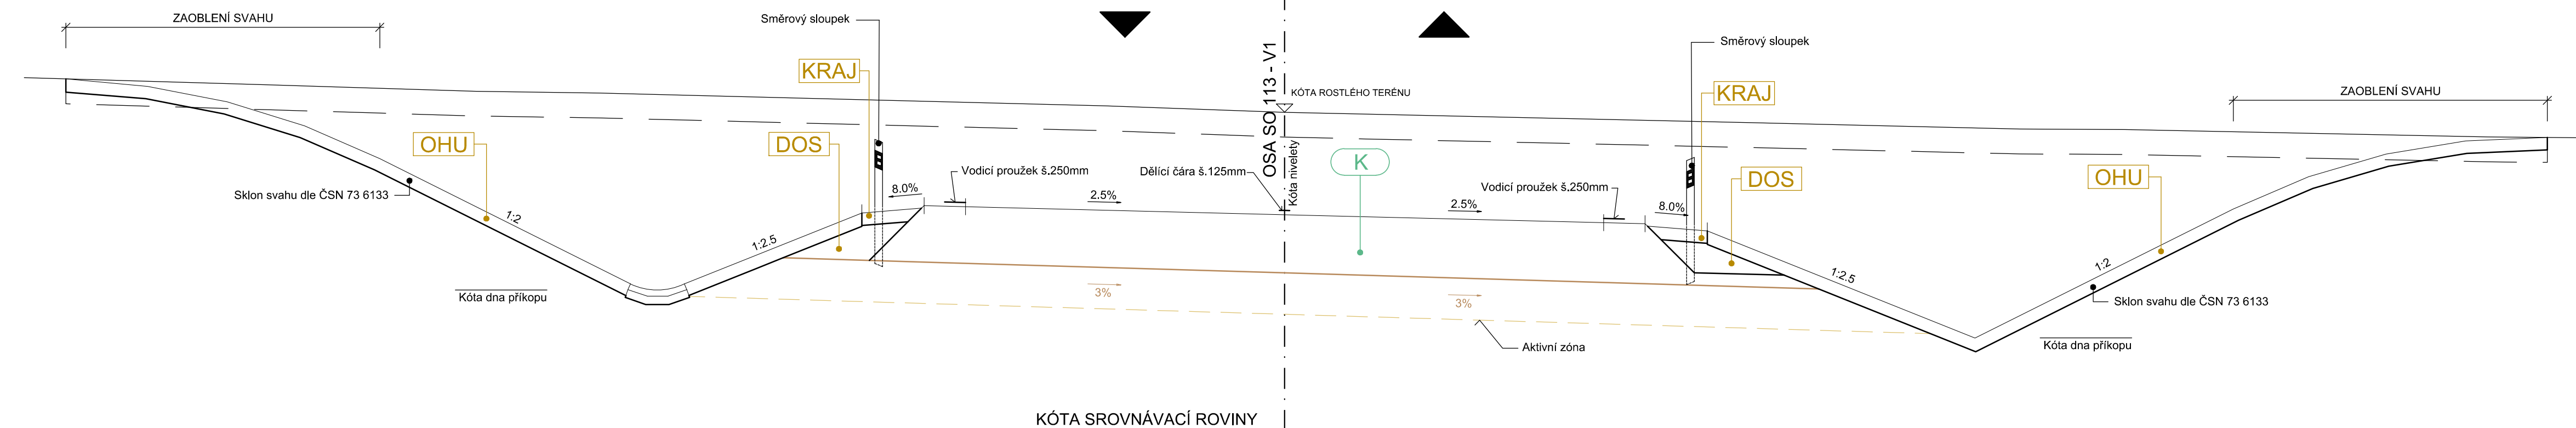 ZAOBLENÍ SVAHU
Směrový sloupek
KRAJ
OHU
DOS
Sklon svahu dle ČSN 73 6133
1:2
Kóta dna příkopu
1:2.5
8.0%
Vodicí proužek š.250mm
2.5%
3%
Dělící čára š.125mm
OSA SO 113 - V1
Kóta nivelety
KÓTA ROSTLÉHO TERÉNU
K
2.5%
3%
Aktivní zóna
Vodicí proužek š.250mm
8.0%
Směrový sloupek
KRAJ
DOS
1:2.5
OHU
1:2
Sklon svahu dle ČSN 73 6133
Kóta dna příkopu
ZAOBLENÍ SVAHU
KÓTA SROVNÁVACÍ ROVINY